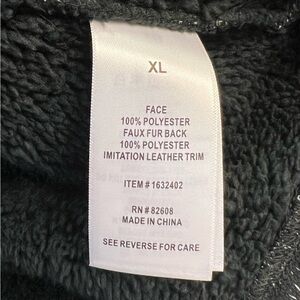 XL
FACE
100% POLYESTER
FAUX FUR BACK
100% POLYESTER
IMITATION LEATHER TRIM
ITEM # 1632402
RN # 82608
MADE IN CHINA
SEE REVERSE FOR CARE